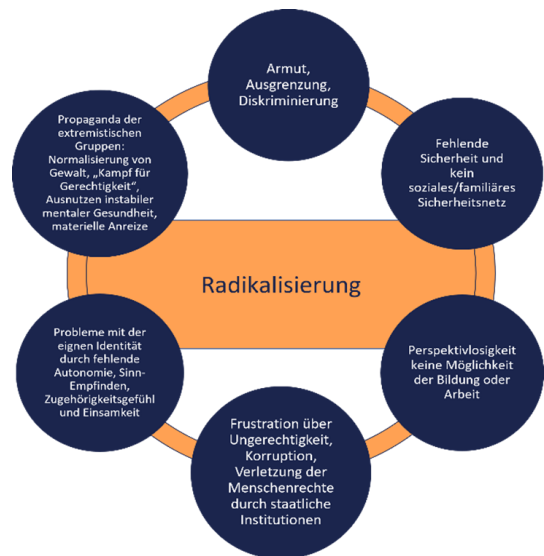 Armut,
Ausgrenzung,
Diskriminierung
Fehlende
Sicherheit und
kein
soziales/familiäres
Sicherheitsnetz
Perspektivlosigkeit
keine Möglichkeit
der Bildung oder
Arbeit
Frustration über
Ungerechtigkeit,
Korruption,
Verletzung der
Menschenrechte
durch staatliche
Institutionen
Probleme mit der
eignen Identität
durch fehlende
Autonomie, Sinn-
Empfinden,
Zugehörigkeitsgefühl
und Einsamkeit
Propaganda der
extremistischen
Gruppen:
Normalisierung von
Gewalt, „Kampf für
Gerechtigkeit“,
Ausnutzen instabiler
mentaler Gesundheit,
materielle Anreize
Radikalisierung